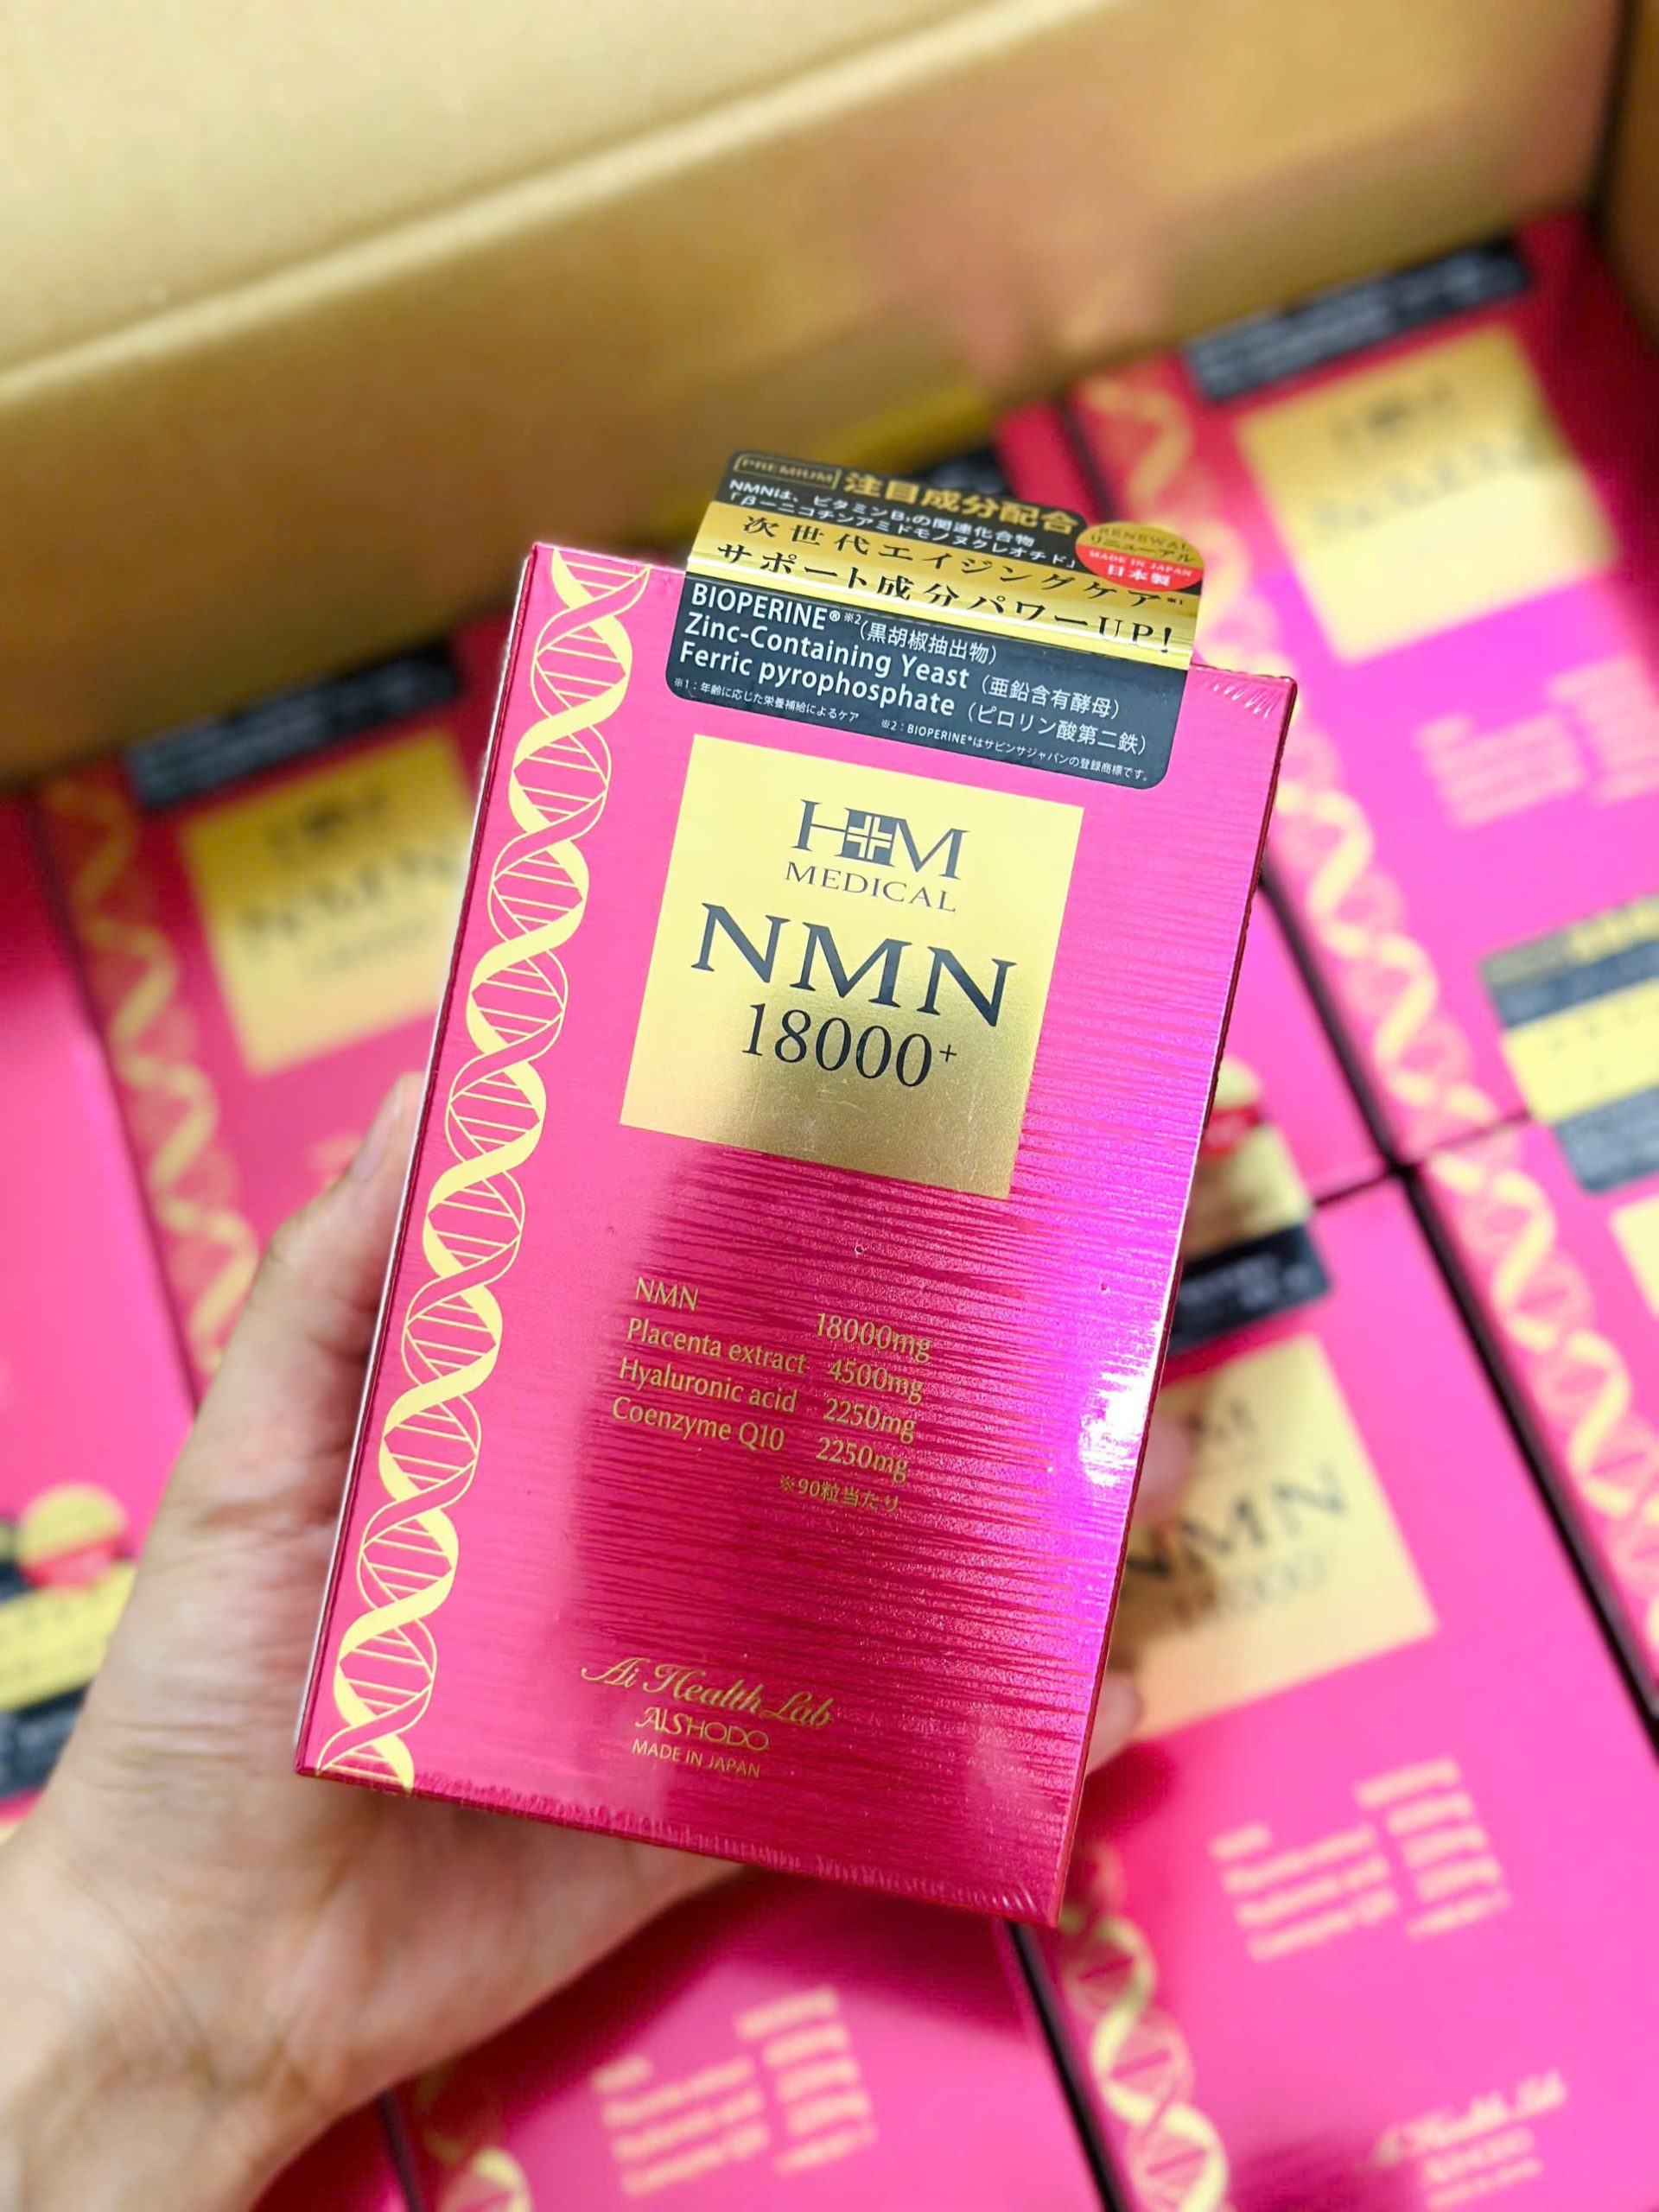 PREMIUM 注目成分配合
NMNは、ビタミンB₃の関連化合物
「β－ニコチンアミドモノヌクレオチド」
RENEWAL
リニューアル
MADE IN JAPAN
日本製
次世代エイジングケア※1
サポート成分パワーUP!
BIOPERINE®※2(黒胡椒抽出物)
Zinc-Containing Yeast (亜鉛含有酵母)
Ferric pyrophosphate (ピロリン酸第二鉄)
※1：年齢に応じた栄養補給によるケア ※2：BIOPERINE®はサビンサジャパンの登録商標です。
HM
MEDICAL
NMN
18000+
NMN 18000mg
Placenta extract 4500mg
Hyaluronic acid 2250mg
Coenzyme Q10 2250mg
※90粒当たり
Ai Health Lab
AISHODO
MADE IN JAPAN
NMN